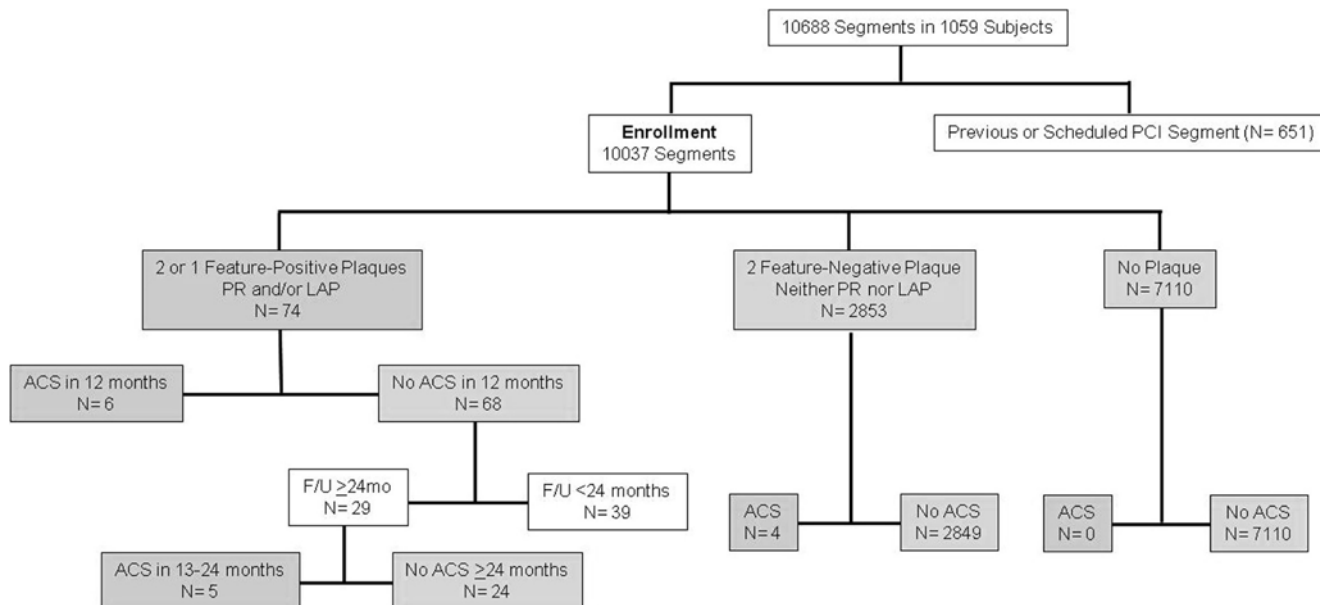 10688 Segments in 1059 Subjects
Enrollment
10037 Segments
Previous or Scheduled PCI Segment (N= 651)
2 or 1 Feature-Positive Plaques
PR and/or LAP
N= 74
2 Feature-Negative Plaque
Neither PR nor LAP
N= 2853
No Plaque
N= 7110
ACS in 12 months
N= 6
No ACS in 12 months
N= 68
F/U ≥24mo
N= 29
F/U <24 months
N= 39
ACS
N= 4
No ACS
N= 2849
ACS
N= 0
No ACS
N= 7110
ACS in 13-24 months
N= 5
No ACS ≥24 months
N= 24